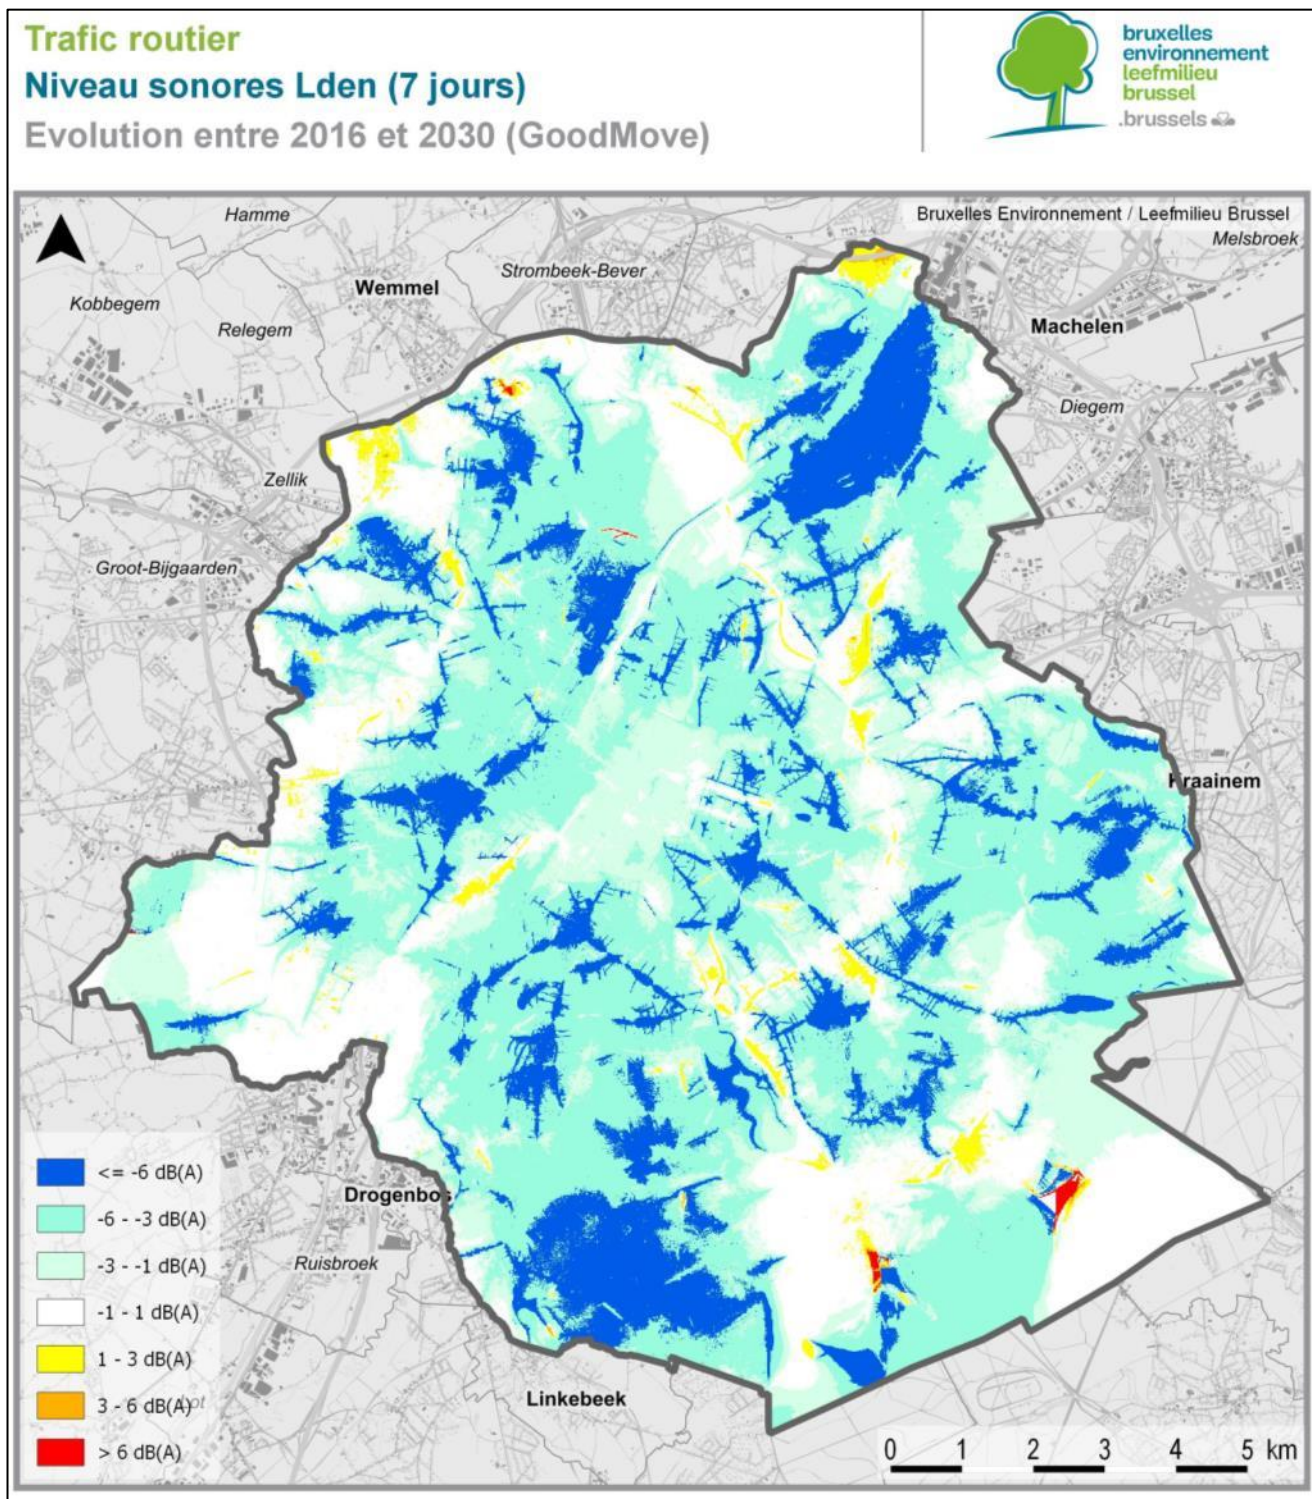 Trafic routier
Niveau sonores Lden (7 jours)
Evolution entre 2016 et 2030 (GoodMove)
bruxelles
environnement
leefmilieu
brussel
.brussels
Bruxelles Environnement / Leefmilieu Brussel
Hamme
Melsbroek
Strombeek-Bever
Wemmel
Kobbegem
Relegem
Machelen
Diegem
Zellik
Groot-Bijgaarden
Kraainem
Drogenbos
Ruisbroek
Linkebeek
<= -6 dB(A)
-6 - -3 dB(A)
-3 - -1 dB(A)
-1 - 1 dB(A)
1 - 3 dB(A)
3 - 6 dB(A)
> 6 dB(A)
0 1 2 3 4 5 km